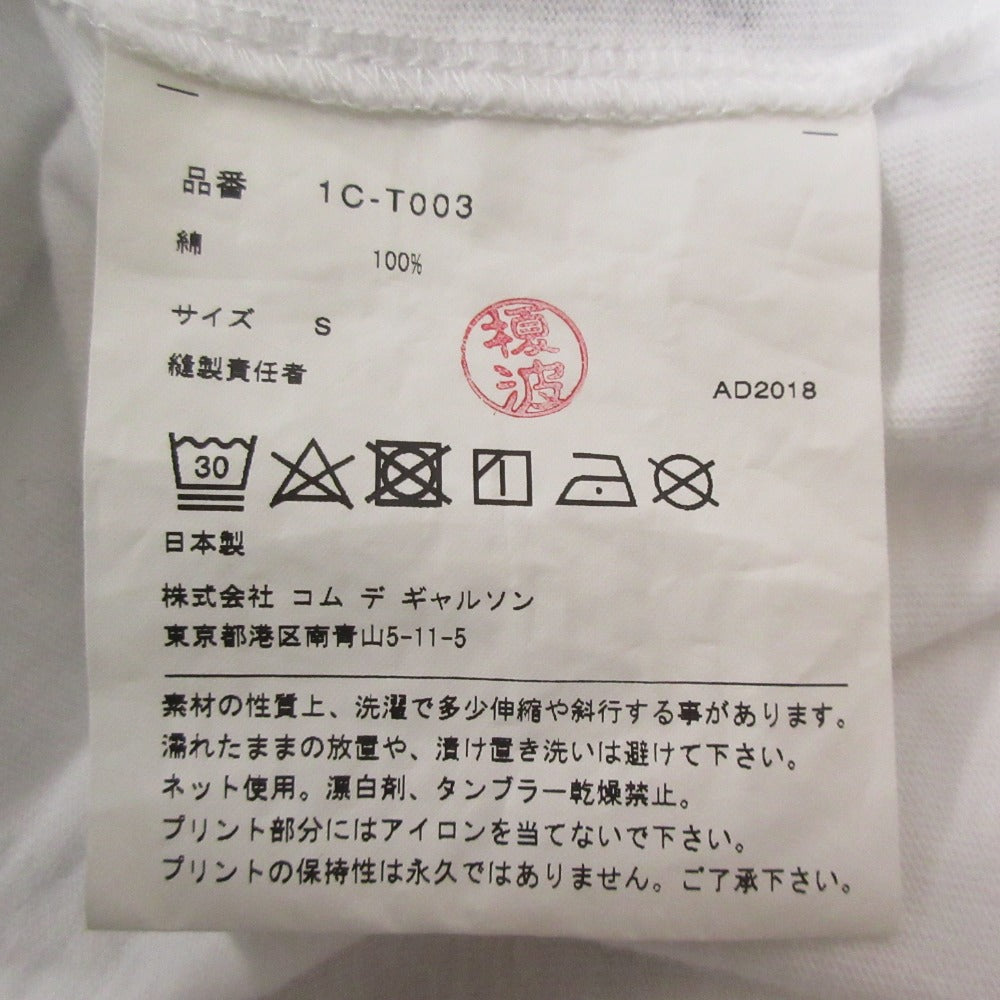 品番 1C-T003
綿 100%
サイズ S
縫製責任者
榎波
AD2018
30
日本製
株式会社 コム デ ギャルソン
東京都港区南青山5-11-5
素材の性質上、洗濯で多少伸縮や斜行する事があります。
濡れたままの放置や、漬け置き洗いは避けて下さい。
ネット使用。漂白剤、タンブラー乾燥禁止。
プリント部分にはアイロンを当てないで下さい。
プリントの保持性は永久ではありません。ご了承下さい。